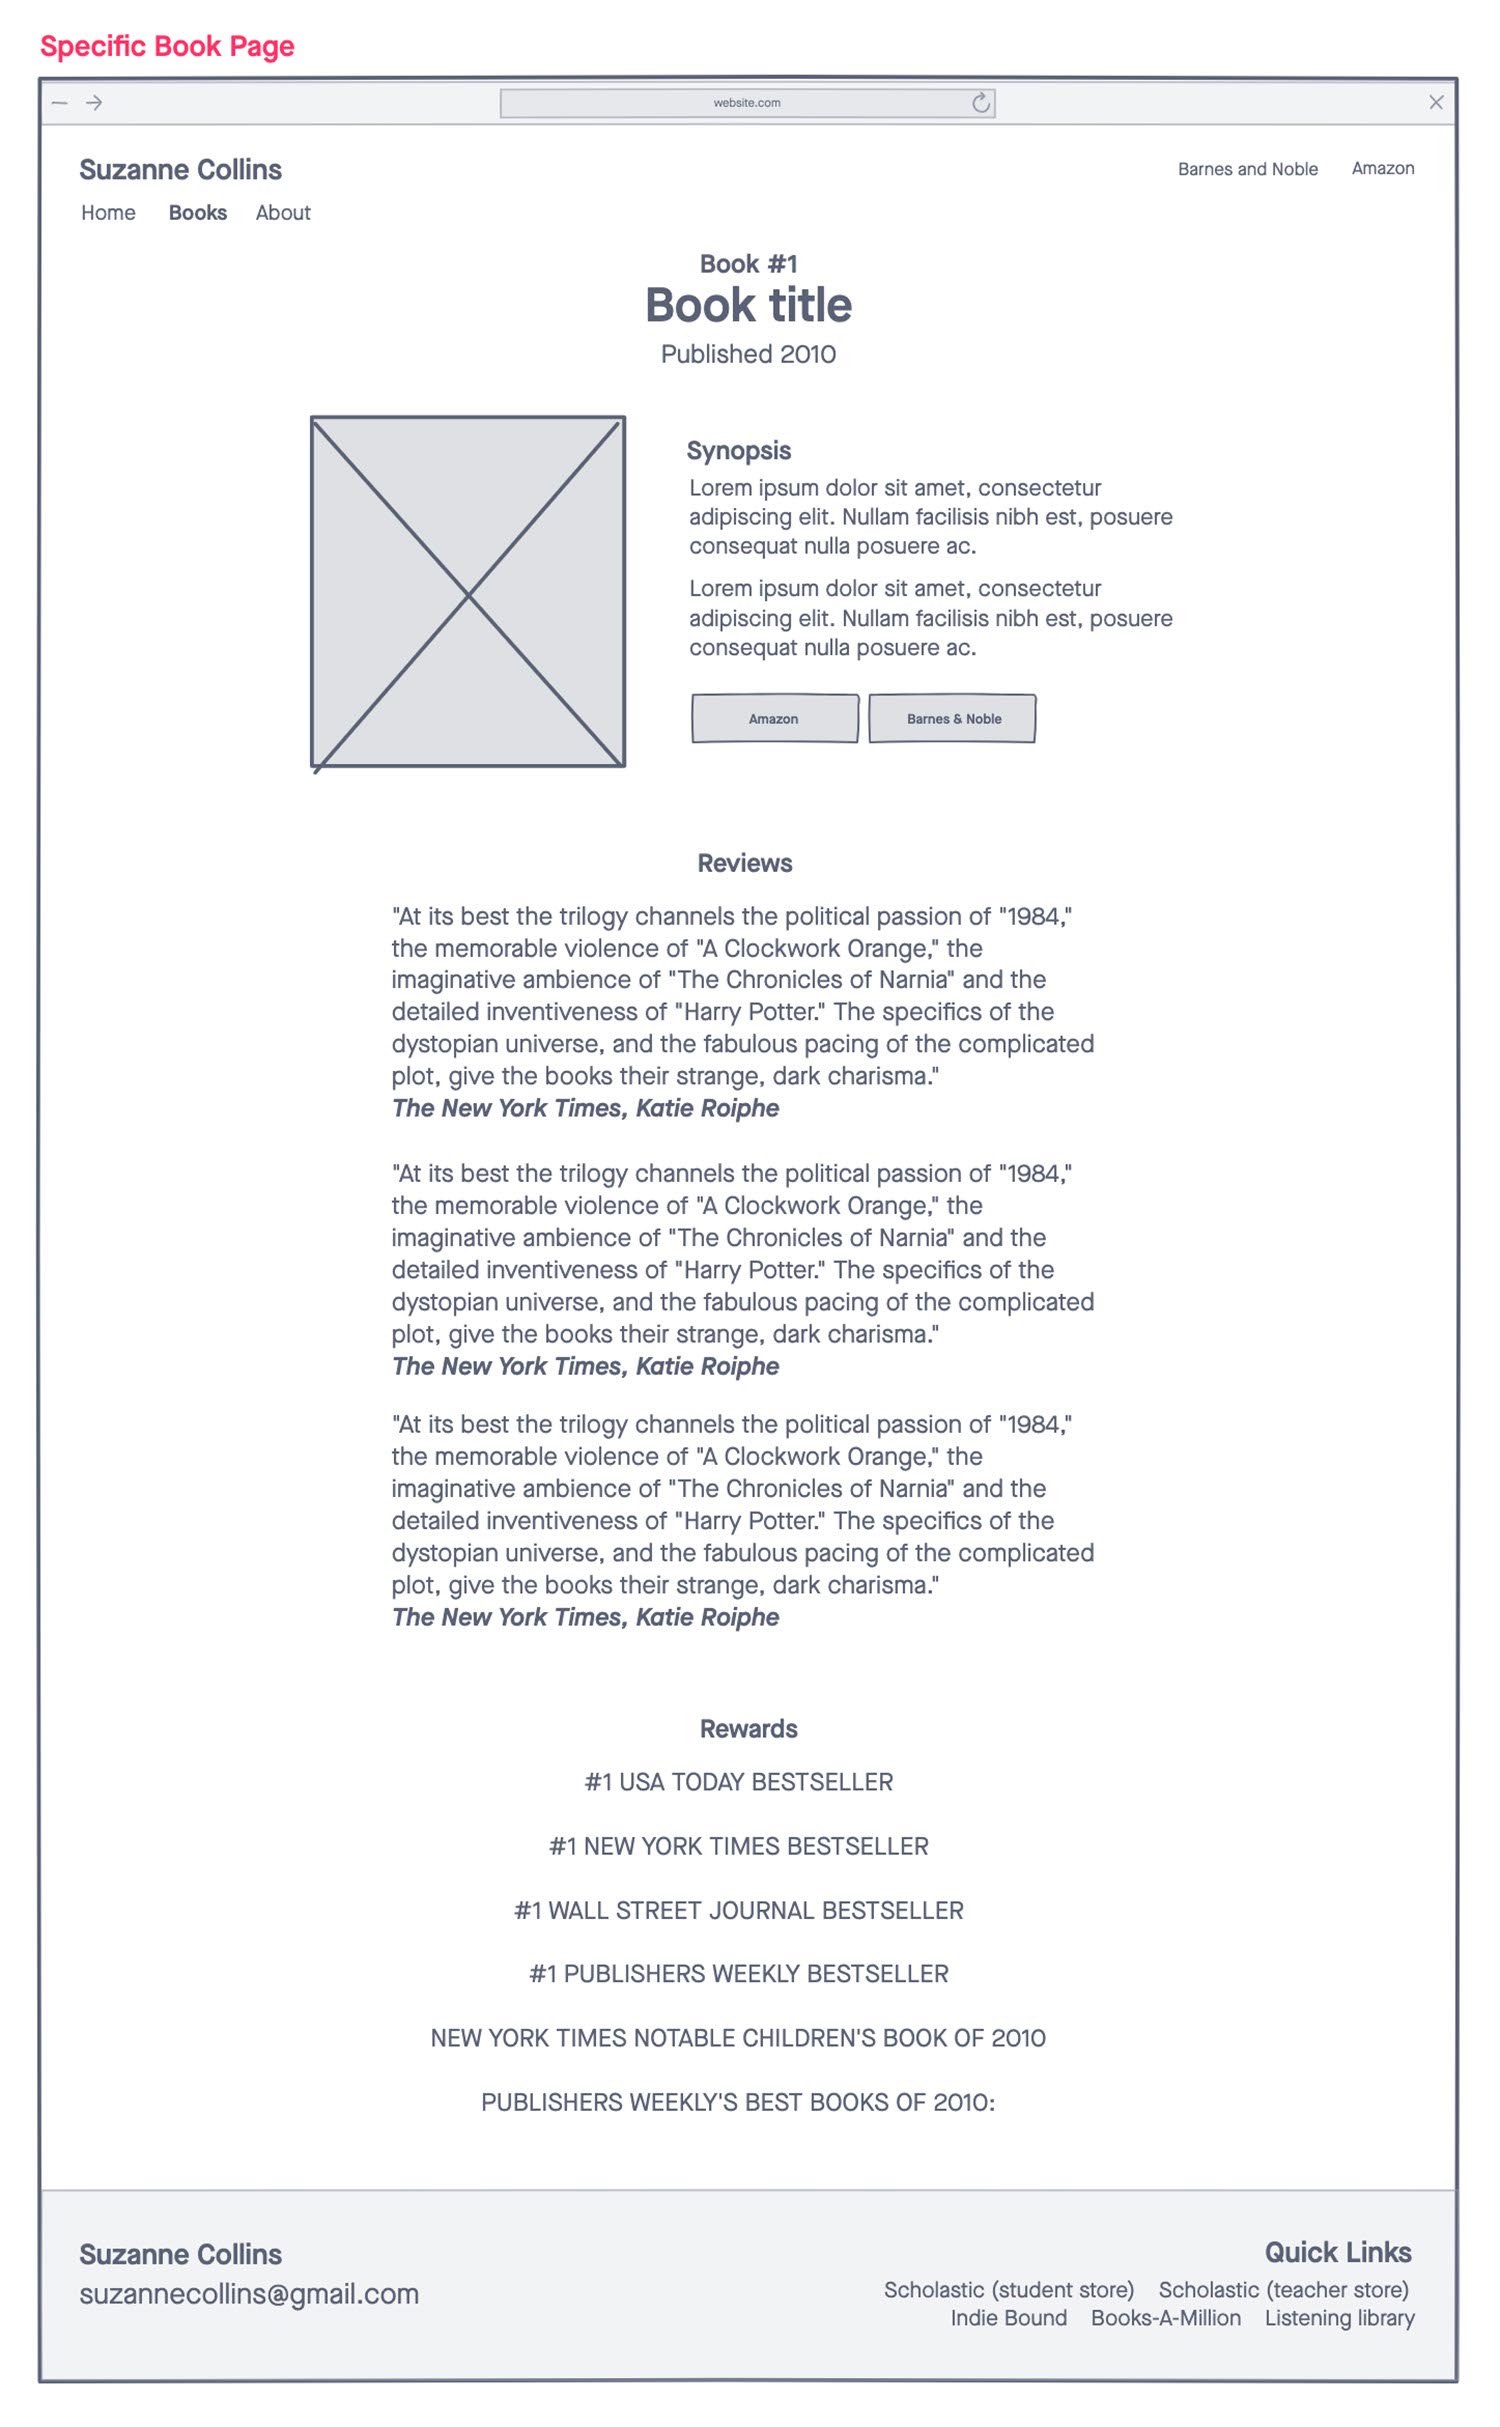 Specific Book Page
website.com
Suzanne Collins
Barnes and Noble Amazon
Home Books About
Book #1
Book title
Published 2010
Synopsis
Lorem ipsum dolor sit amet, consectetur
adipiscing elit. Nullam facilisis nibh est, posuere
consequat nulla posuere ac.
Lorem ipsum dolor sit amet, consectetur
adipiscing elit. Nullam facilisis nibh est, posuere
consequat nulla posuere ac.
Amazon Barnes & Noble
Reviews
"At its best the trilogy channels the political passion of "1984,"
the memorable violence of "A Clockwork Orange," the
imaginative ambience of "The Chronicles of Narnia" and the
detailed inventiveness of "Harry Potter." The specifics of the
dystopian universe, and the fabulous pacing of the complicated
plot, give the books their strange, dark charisma."
The New York Times, Katie Roiphe
"At its best the trilogy channels the political passion of "1984,"
the memorable violence of "A Clockwork Orange," the
imaginative ambience of "The Chronicles of Narnia" and the
detailed inventiveness of "Harry Potter." The specifics of the
dystopian universe, and the fabulous pacing of the complicated
plot, give the books their strange, dark charisma."
The New York Times, Katie Roiphe
"At its best the trilogy channels the political passion of "1984,"
the memorable violence of "A Clockwork Orange," the
imaginative ambience of "The Chronicles of Narnia" and the
detailed inventiveness of "Harry Potter." The specifics of the
dystopian universe, and the fabulous pacing of the complicated
plot, give the books their strange, dark charisma."
The New York Times, Katie Roiphe
Rewards
#1 USA TODAY BESTSELLER
#1 NEW YORK TIMES BESTSELLER
#1 WALL STREET JOURNAL BESTSELLER
#1 PUBLISHERS WEEKLY BESTSELLER
NEW YORK TIMES NOTABLE CHILDREN'S BOOK OF 2010
PUBLISHERS WEEKLY'S BEST BOOKS OF 2010:
Suzanne Collins
suzannecollins@gmail.com
Quick Links
Scholastic (student store) Scholastic (teacher store)
Indie Bound Books-A-Million Listening library